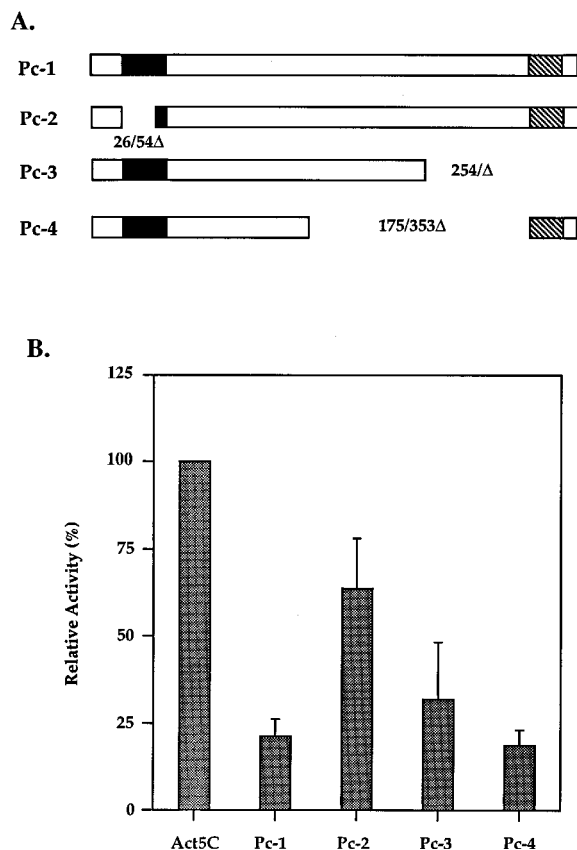 A.
Pc-1
Pc-2
26/54Δ
Pc-3
254/Δ
Pc-4
175/353Δ
B.
125
100
75
50
25
0
Relative Activity (%)
Act5C Pc-1 Pc-2 Pc-3 Pc-4